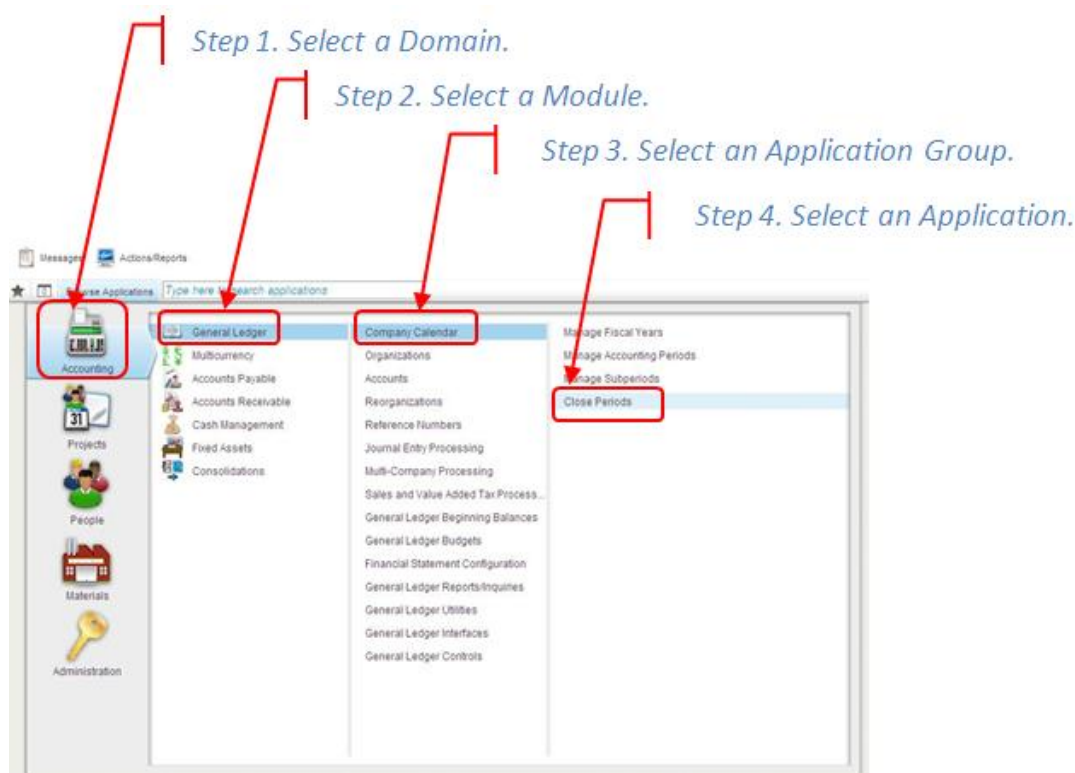 Step 1. Select a Domain.
Step 2. Select a Module.
Step 3. Select an Application Group.
Step 4. Select an Application.
Messages Actions/Reports
Applications Type here to search applications
Accounting
Projects
People
Materials
Administration
General Ledger
Multicurrency
Accounts Payable
Accounts Receivable
Cash Management
Fixed Assets
Consolidations
Company Calendar
Organizations
Accounts
Reorganizations
Reference Numbers
Journal Entry Processing
Multi-Company Processing
Sales and Value Added Tax Process...
General Ledger Beginning Balances
General Ledger Budgets
Financial Statement Configuration
General Ledger Reports/Inquiries
General Ledger Utilities
General Ledger Interfaces
General Ledger Controls
Manage Fiscal Years
Manage Accounting Periods
Manage Subperiods
Close Periods
31